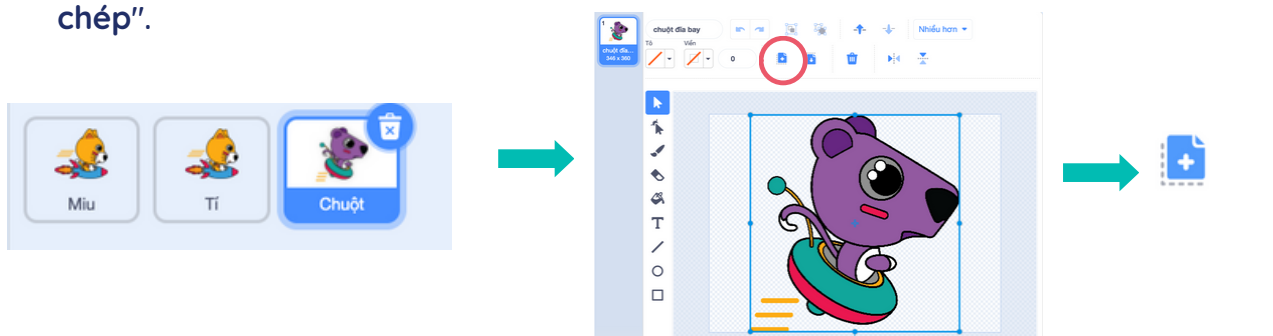 chép".
Miu
Tí
Chuột
1
chuột đĩa...
346 x 360
chuột đĩa bay
Nhiều hơn
Tô
Viền
0
T